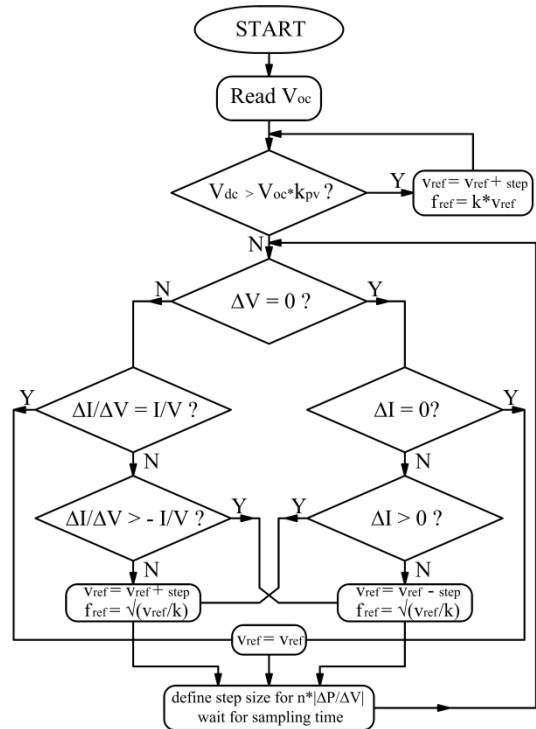 START
Read Voc
Vdc > Voc*kpv ?
Y
vref = vref + step
fref = k*vref
N
ΔV = 0 ?
N
Y
ΔI/ΔV = I/V ?
Y
ΔI = 0?
Y
N
N
ΔI/ΔV > - I/V ?
Y
ΔI > 0 ?
Y
N
N
vref = vref + step
fref = √(vref/k)
vref = vref - step
fref = √(vref/k)
vref = vref
define step size for n*|ΔP/ΔV|
wait for sampling time